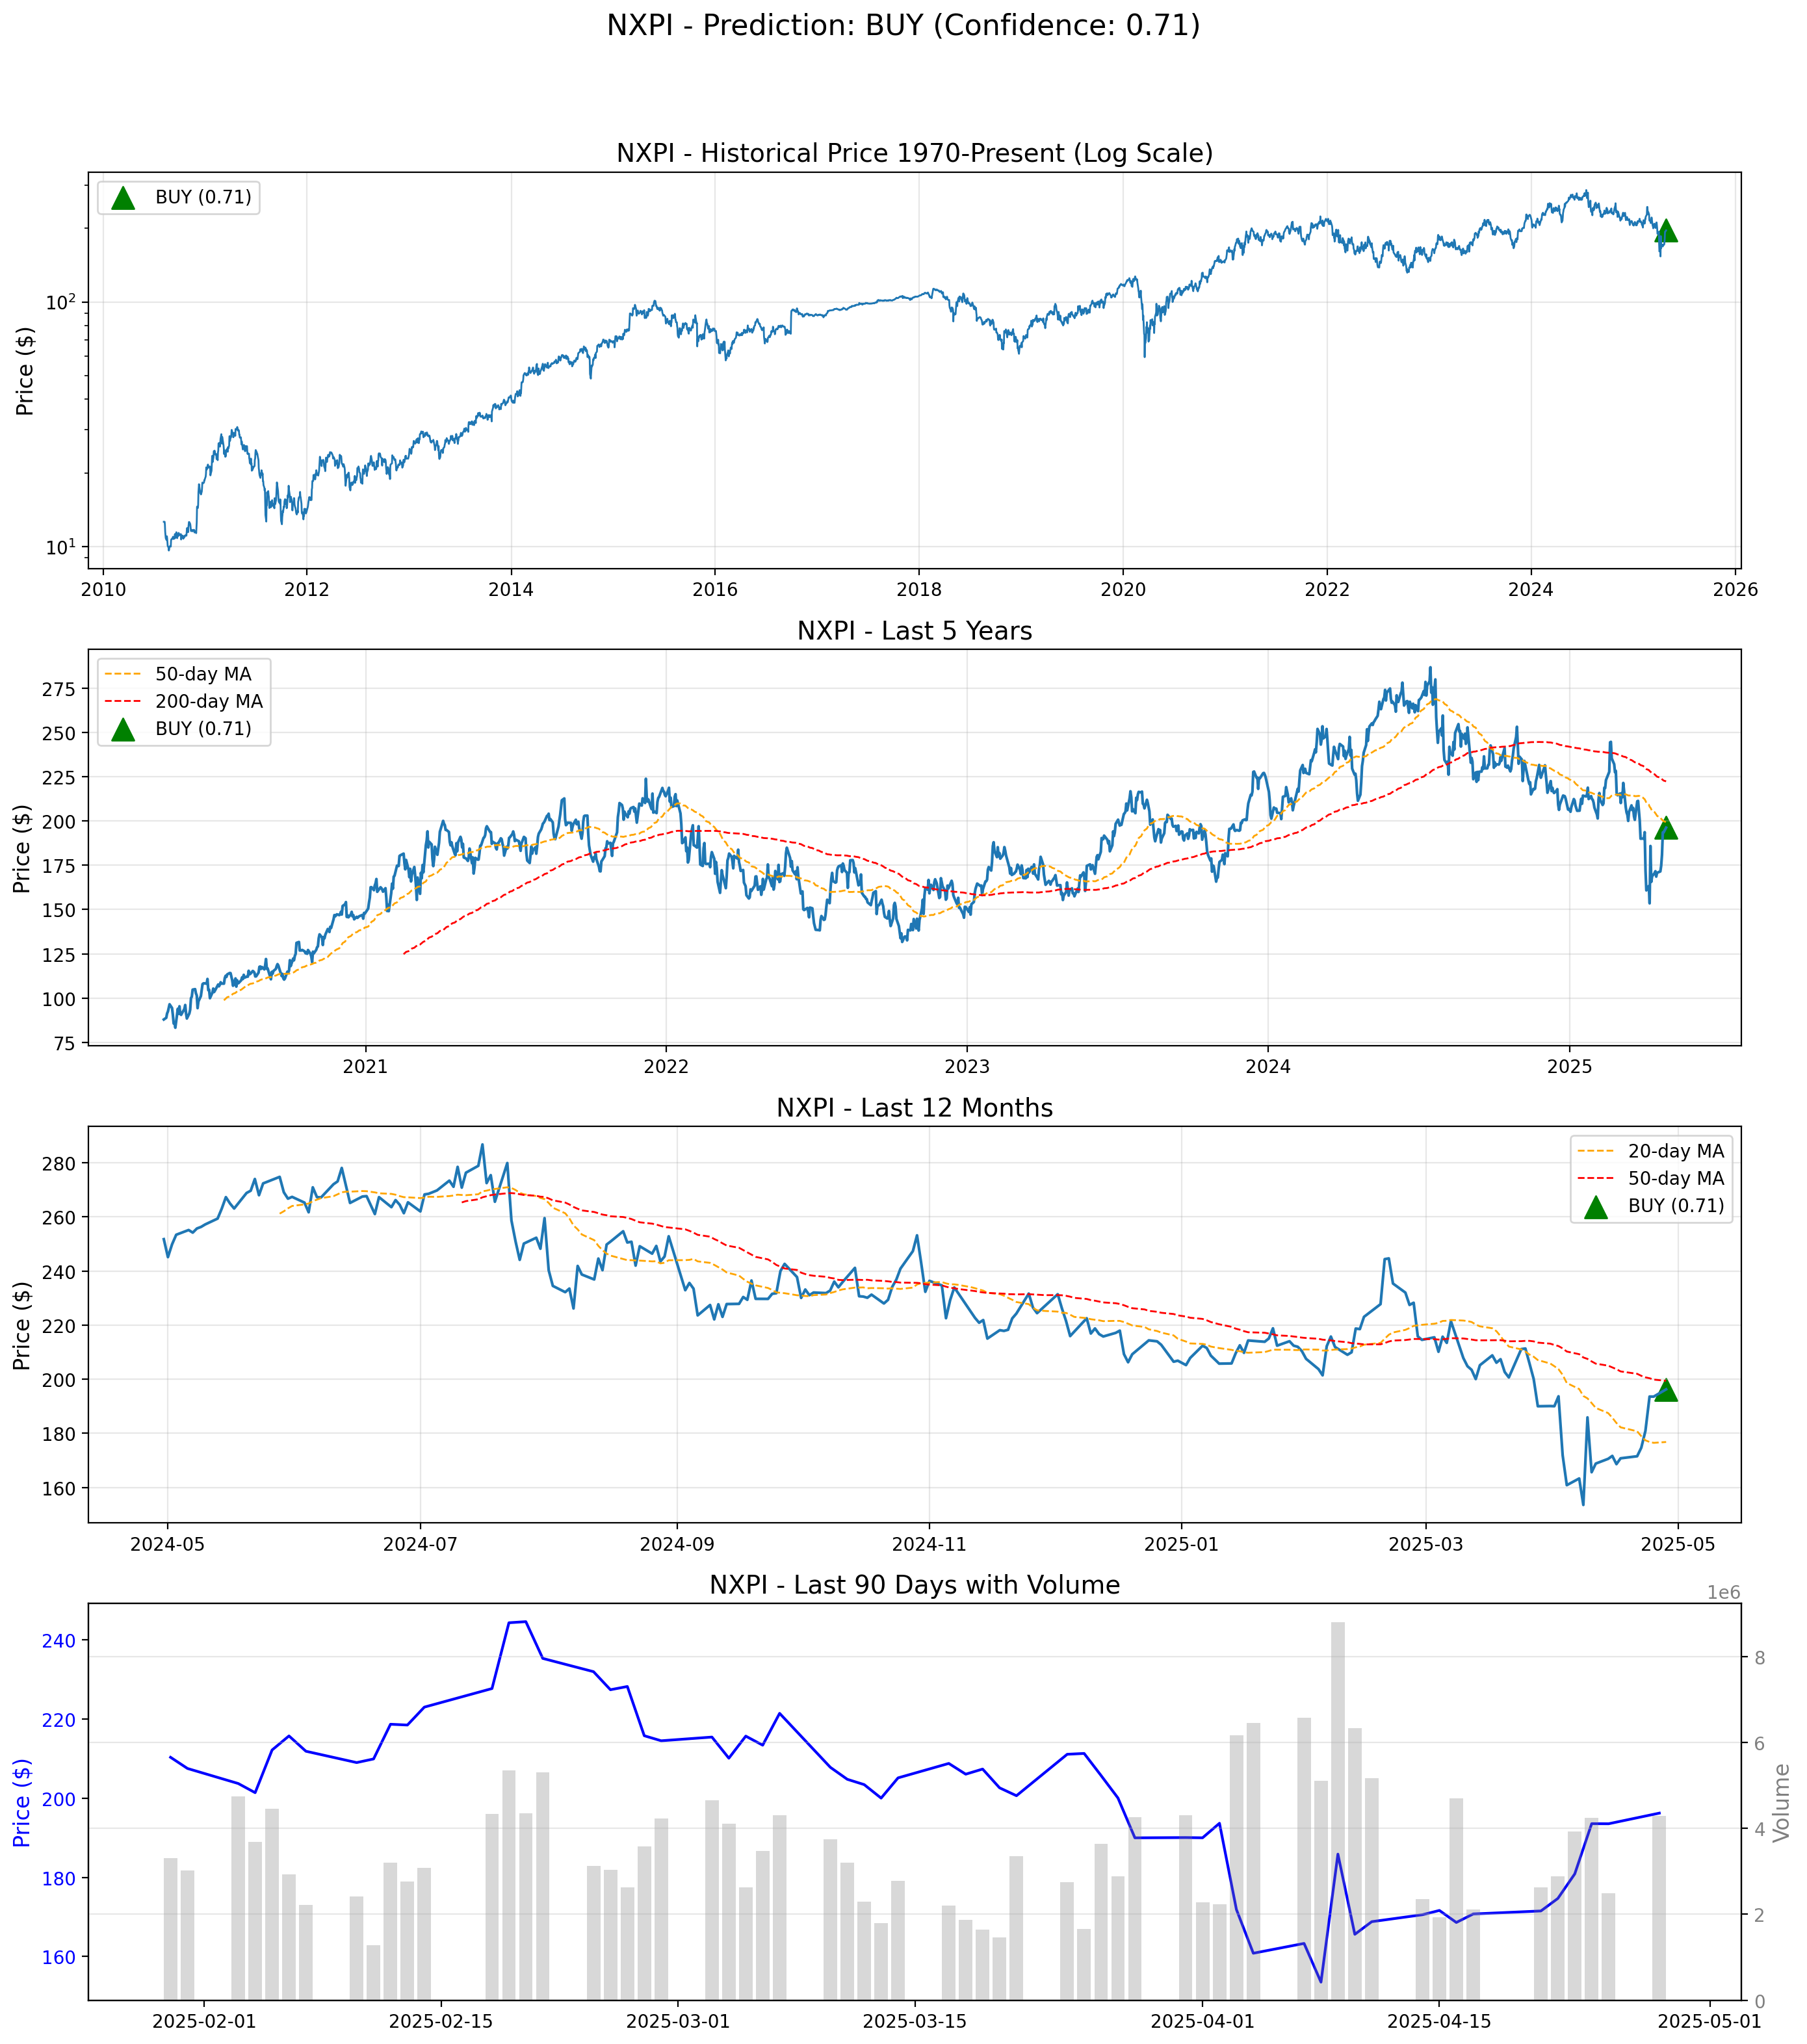 NXPI - Prediction: BUY (Confidence: 0.71)
NXPI - Historical Price 1970-Present (Log Scale)
BUY (0.71)
Price ($)
10²
10¹
2010 2012 2014 2016 2018 2020 2022 2024 2026
NXPI - Last 5 Years
50-day MA
200-day MA
BUY (0.71)
Price ($)
275
250
225
200
175
150
125
100
75
2021 2022 2023 2024 2025
NXPI - Last 12 Months
20-day MA
50-day MA
BUY (0.71)
Price ($)
280
260
240
220
200
180
160
2024-05 2024-07 2024-09 2024-11 2025-01 2025-03 2025-05
NXPI - Last 90 Days with Volume
1e6
Price ($)
240
220
200
180
160
Volume
8
6
4
2
0
2025-02-01 2025-02-15 2025-03-01 2025-03-15 2025-04-01 2025-04-15 2025-05-01